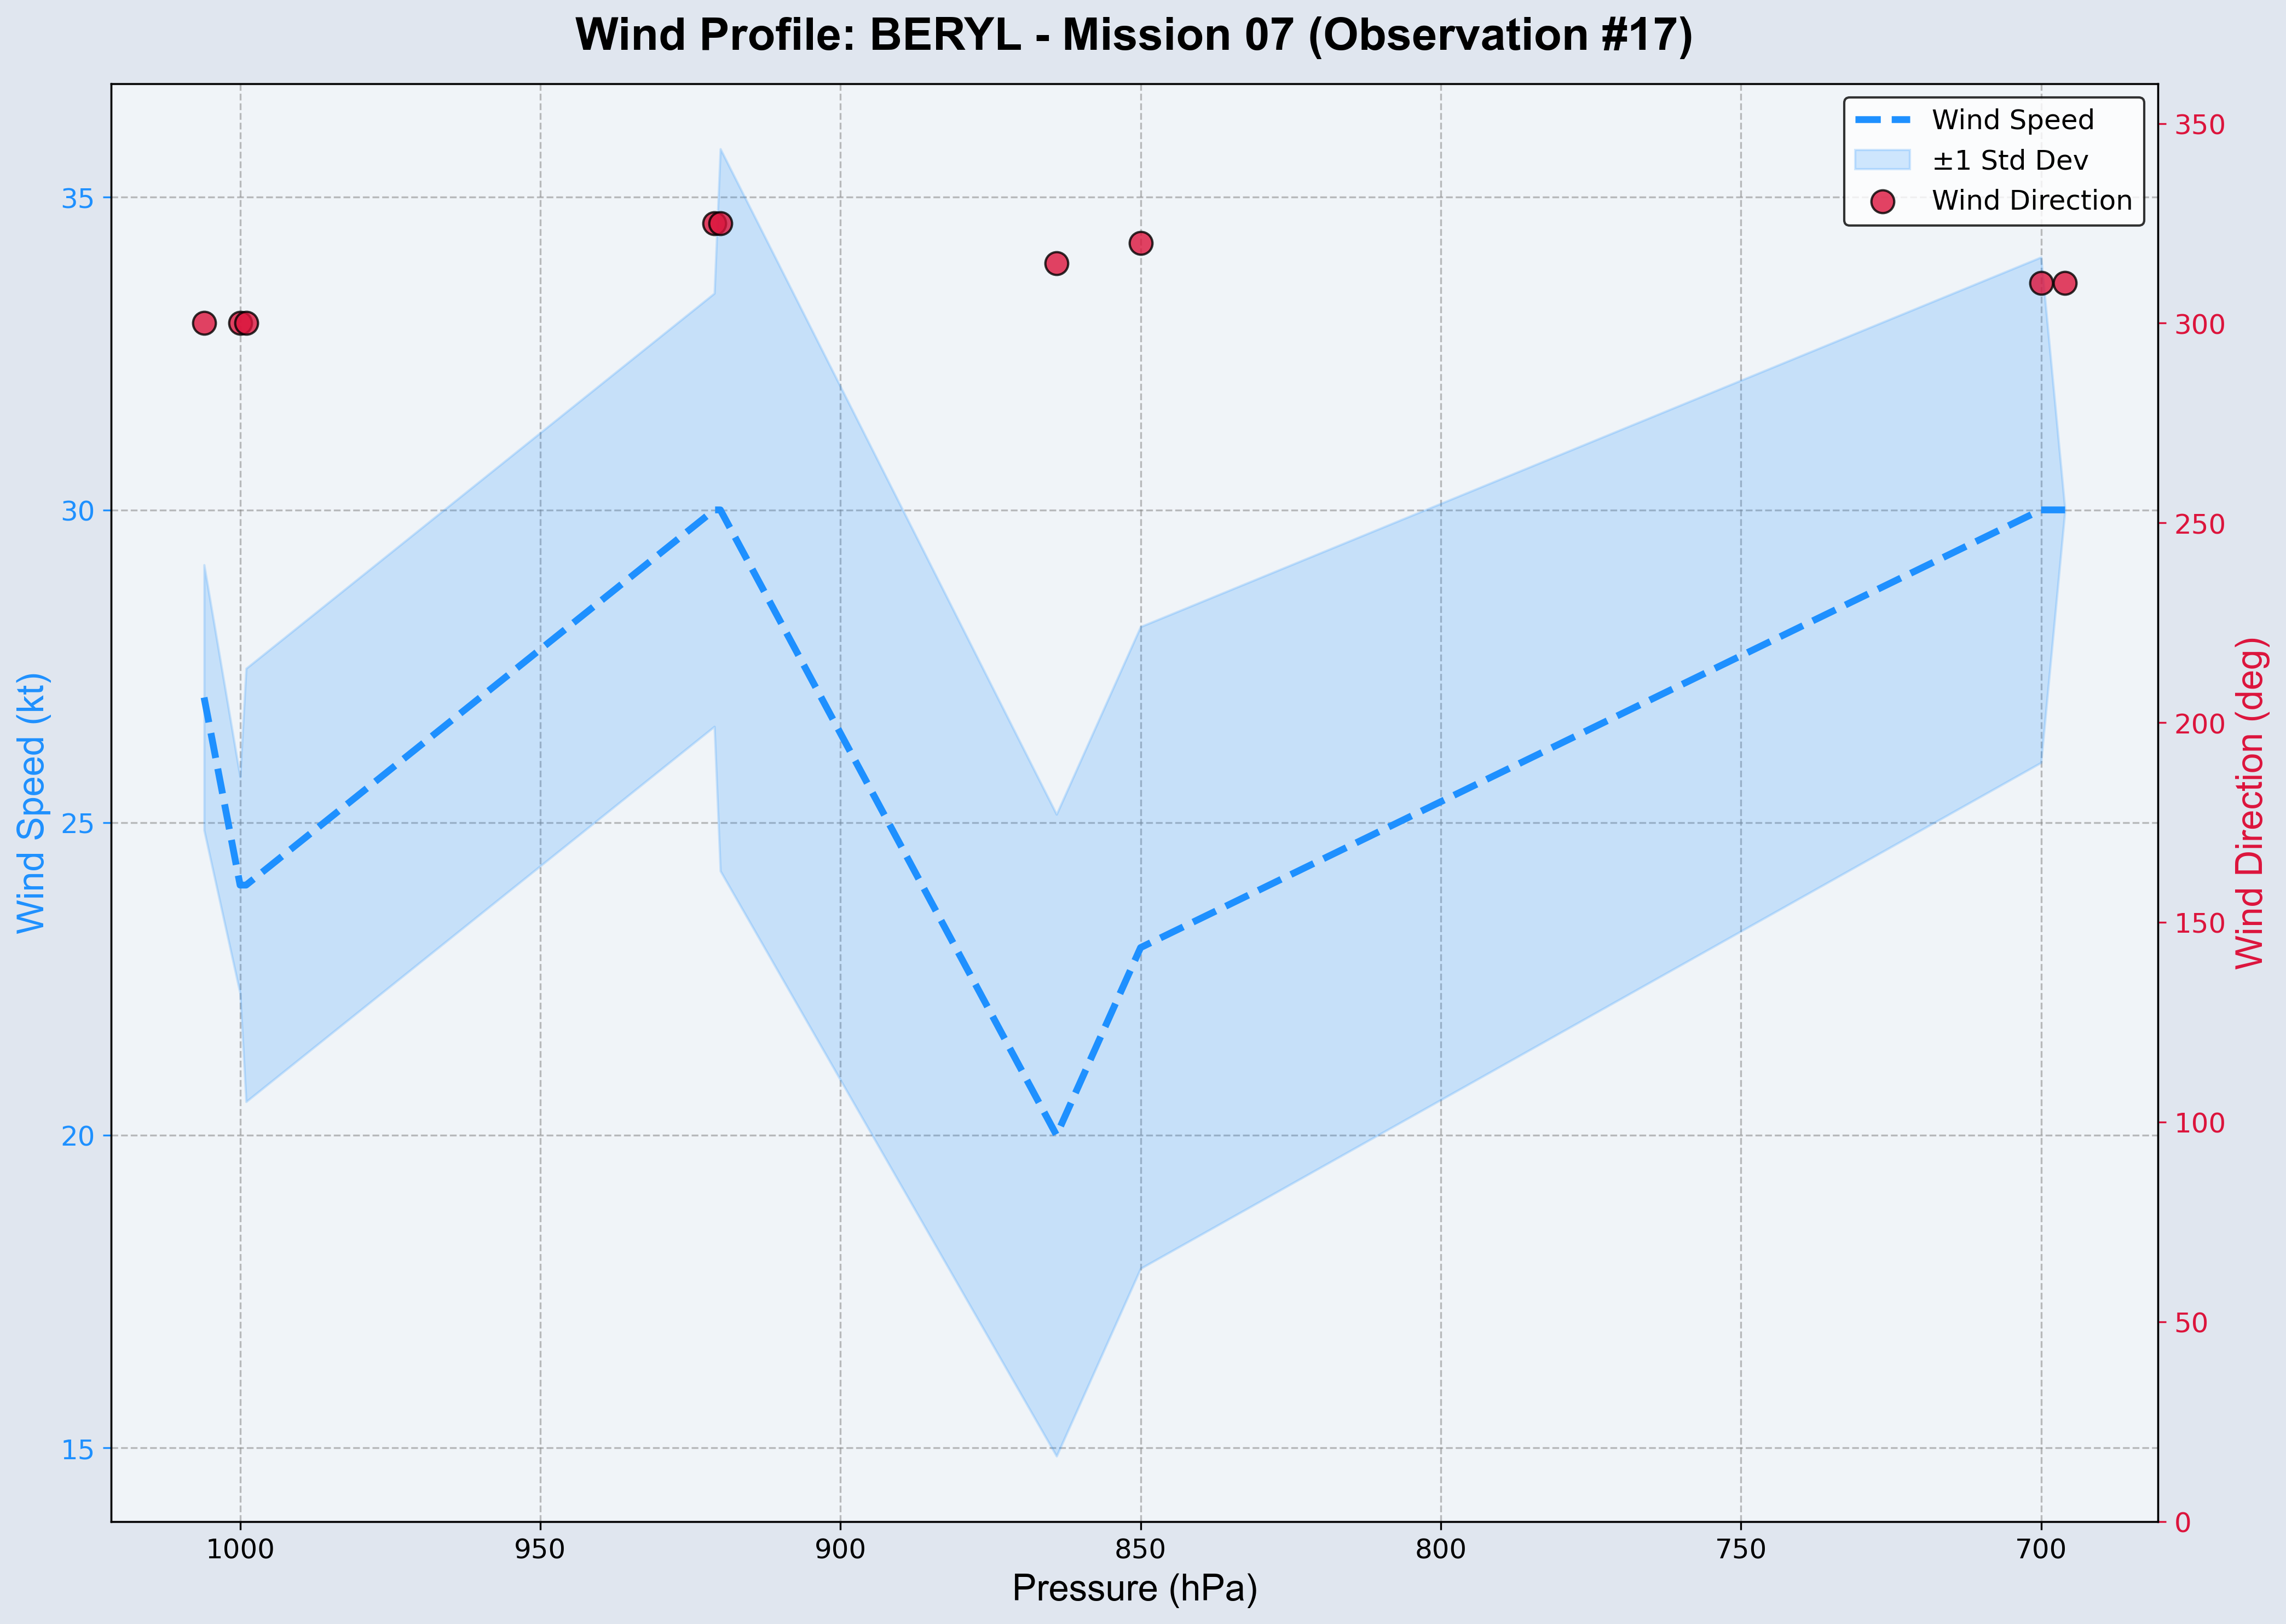 Wind Profile: BERYL - Mission 07 (Observation #17)
Wind Speed
±1 Std Dev
Wind Direction
35
30
25
20
15
Wind Speed (kt)
350
300
250
200
150
100
50
0
Wind Direction (deg)
1000
950
900
850
800
750
700
Pressure (hPa)